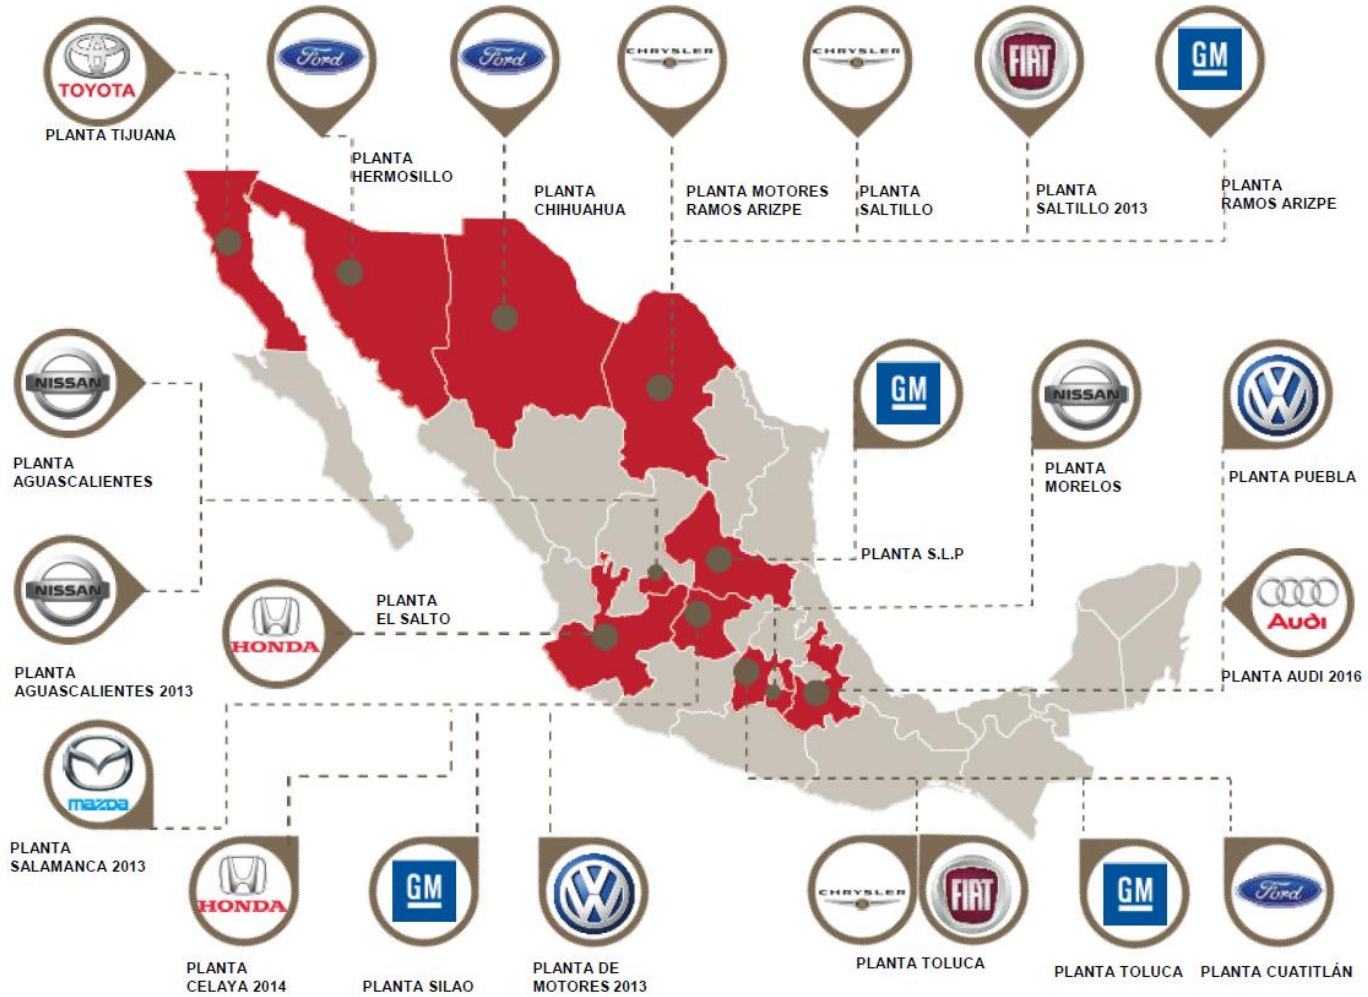 TOYOTA
PLANTA TIJUANA
Ford
PLANTA
HERMOSILLO
Ford
PLANTA
CHIHUAHUA
CHRYSLER
PLANTA MOTORES
RAMOS ARIZPE
CHRYSLER
PLANTA
SALTILLO
FIAT
PLANTA
SALTILLO 2013
GM
PLANTA
RAMOS ARIZPE
NISSAN
PLANTA
AGUASCALIENTES
GM
PLANTA S.L.P
NISSAN
PLANTA
MORELOS
VW
PLANTA PUEBLA
NISSAN
PLANTA
AGUASCALIENTES 2013
HONDA
PLANTA
EL SALTO
Audi
PLANTA AUDI 2016
mazda
PLANTA
SALAMANCA 2013
HONDA
PLANTA
CELAYA 2014
GM
PLANTA SILAO
VW
PLANTA DE
MOTORES 2013
CHRYSLER
FIAT
PLANTA TOLUCA
GM
PLANTA TOLUCA
Ford
PLANTA CUATITLÁN